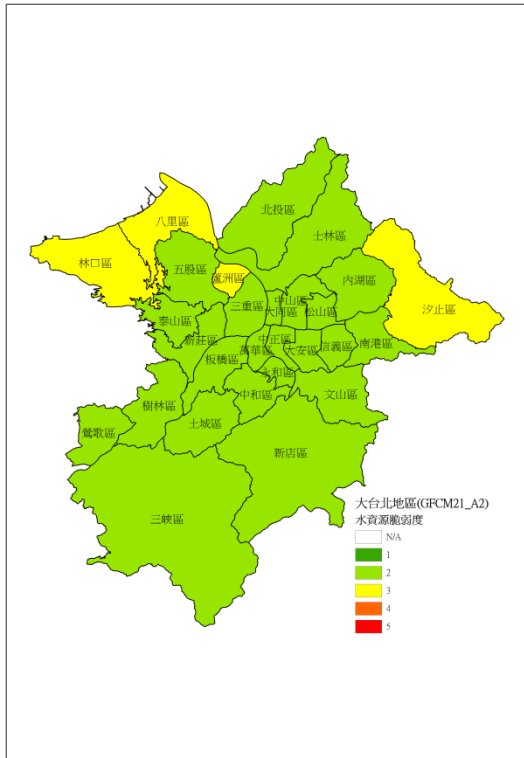 北投區
士林區
八里區
林口區
五股區
蘆洲區
內湖區
汐止區
三重區
中山區
大同區
松山區
泰山區
新莊區
中正區
萬華區
大安區
信義區
南港區
板橋區
永和區
中和區
文山區
樹林區
土城區
鶯歌區
新店區
三峽區
大台北地區(GFCM21_A2)
水資源脆弱度
N/A
1
2
3
4
5